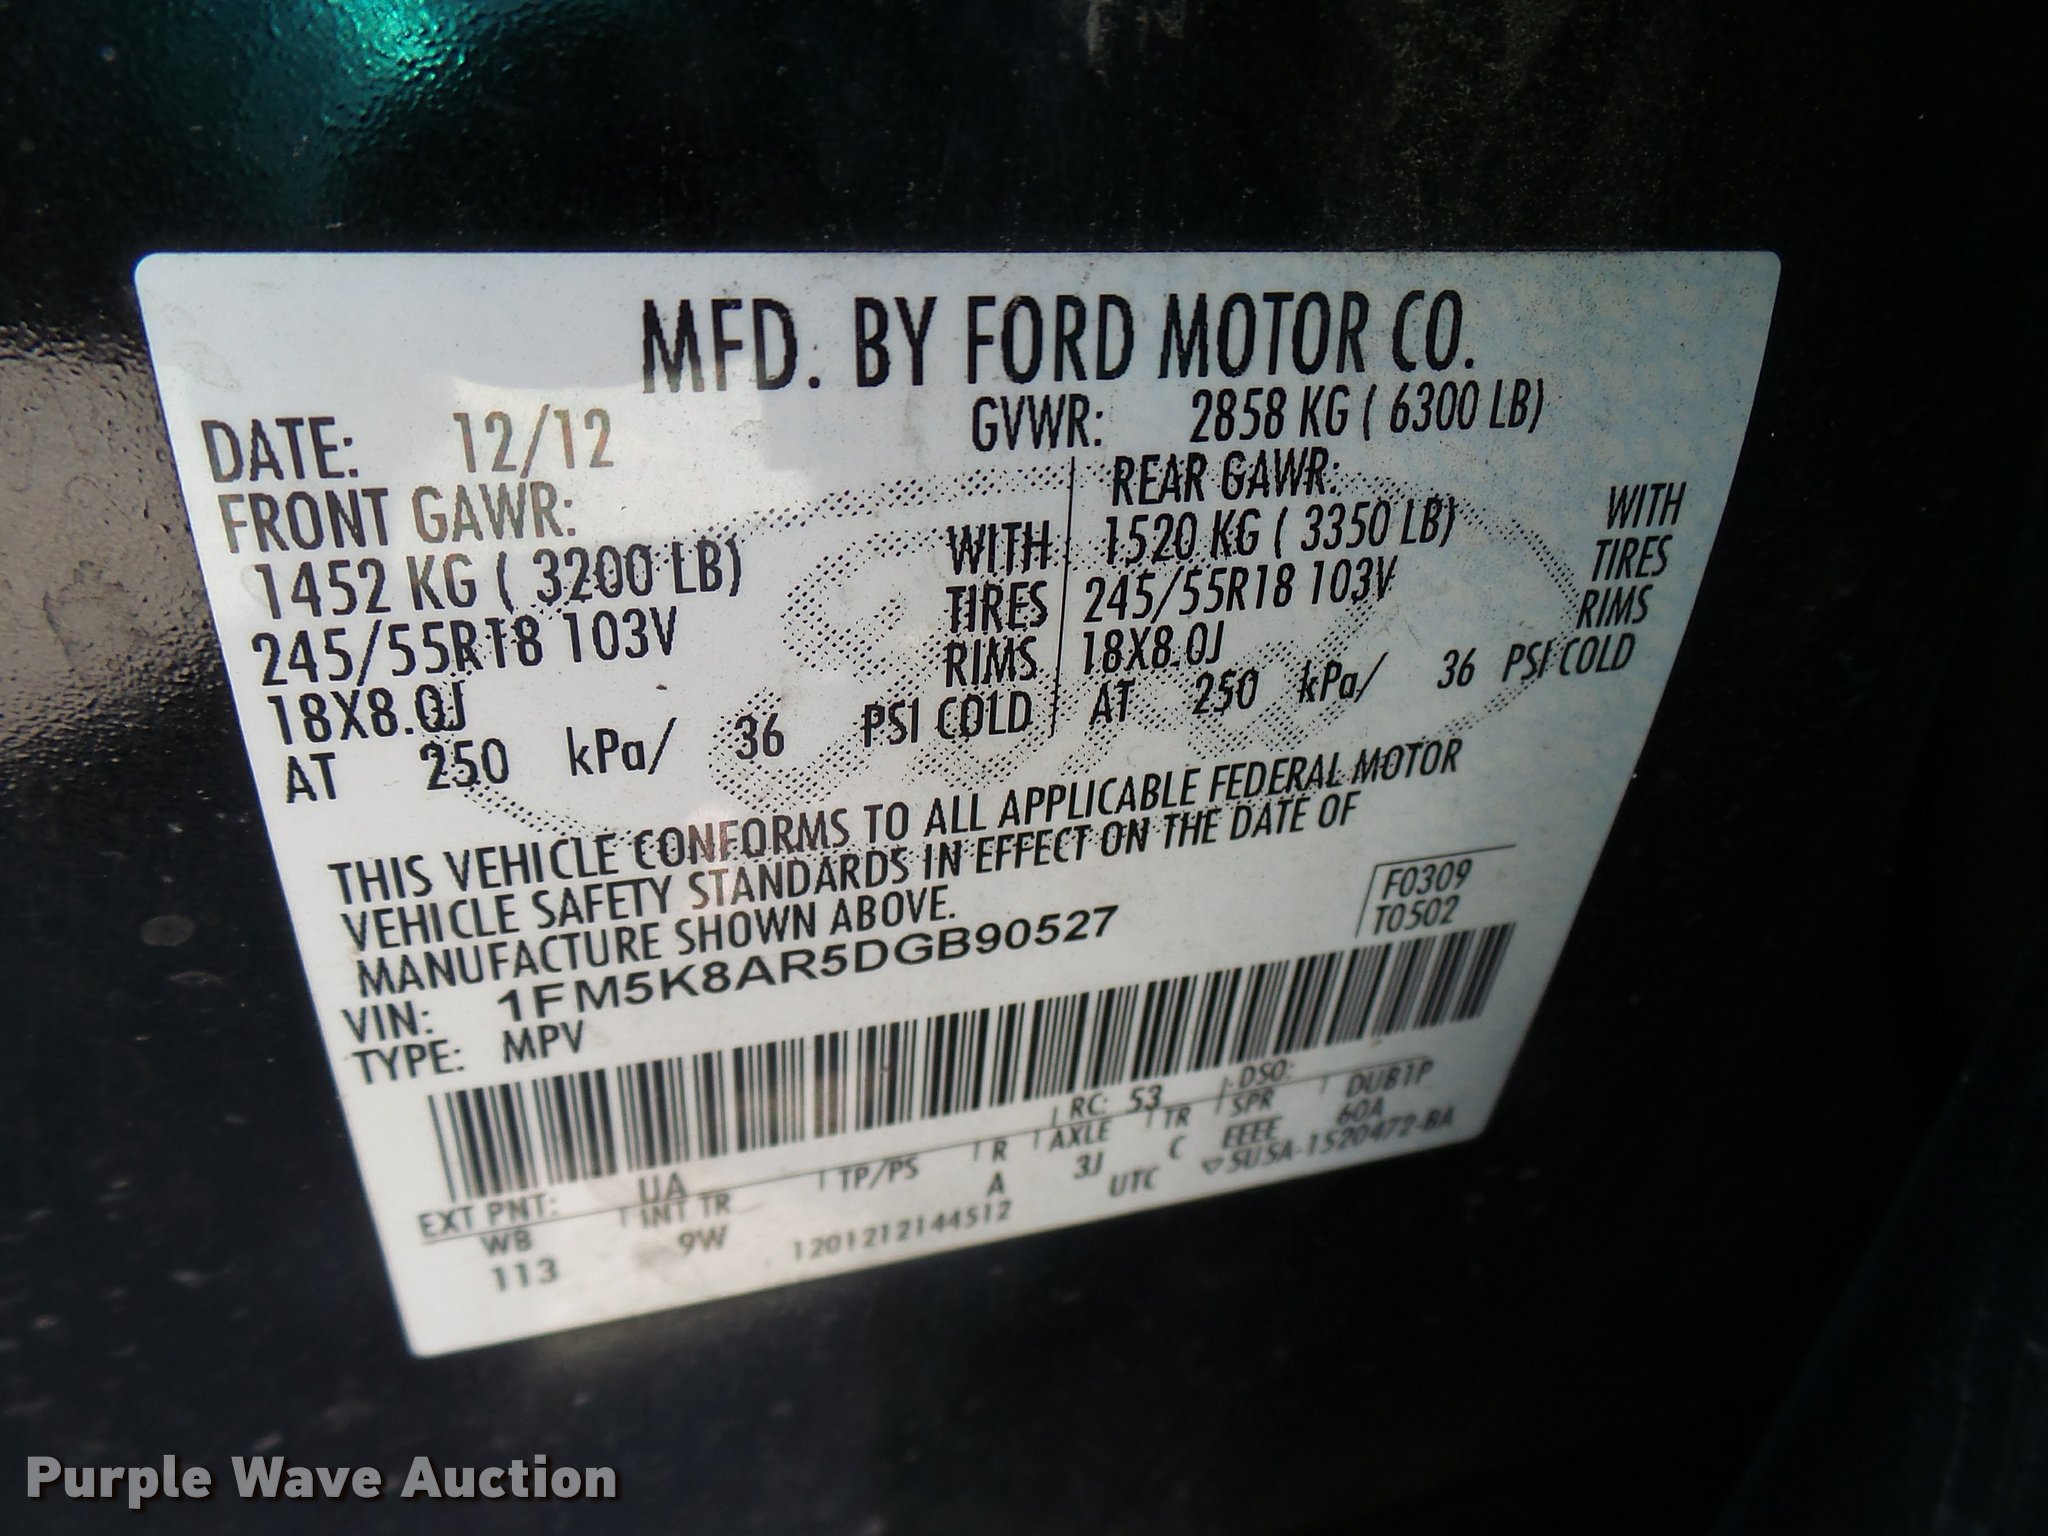 MFD. BY FORD MOTOR CO.
DATE: 12/12 GVWR: 2858 KG ( 6300 LB)
FRONT GAWR: REAR GAWR:
1452 KG ( 3200 LB) WITH 1520 KG ( 3350 LB) WITH
245/55R18 103V TIRES 245/55R18 103V TIRES
18X8.0J RIMS 18X8.0J RIMS
AT 250 kPa/ 36 PSI COLD AT 250 kPa/ 36 PSI COLD
THIS VEHICLE CONFORMS TO ALL APPLICABLE FEDERAL MOTOR
VEHICLE SAFETY STANDARDS IN EFFECT ON THE DATE OF
MANUFACTURE SHOWN ABOVE.
F0309
T0502
VIN: 1FM5K8AR5DGB90527
TYPE: MPV
EXT PNT: UA RC: 53 DSO:
WB INT TR TP/PS R AXLE TR SPR DUB1P
113 9W A 3J C EEEE 60A
1201212144512 UTC ▽SUSA-1520472-BA
Purple Wave Auction